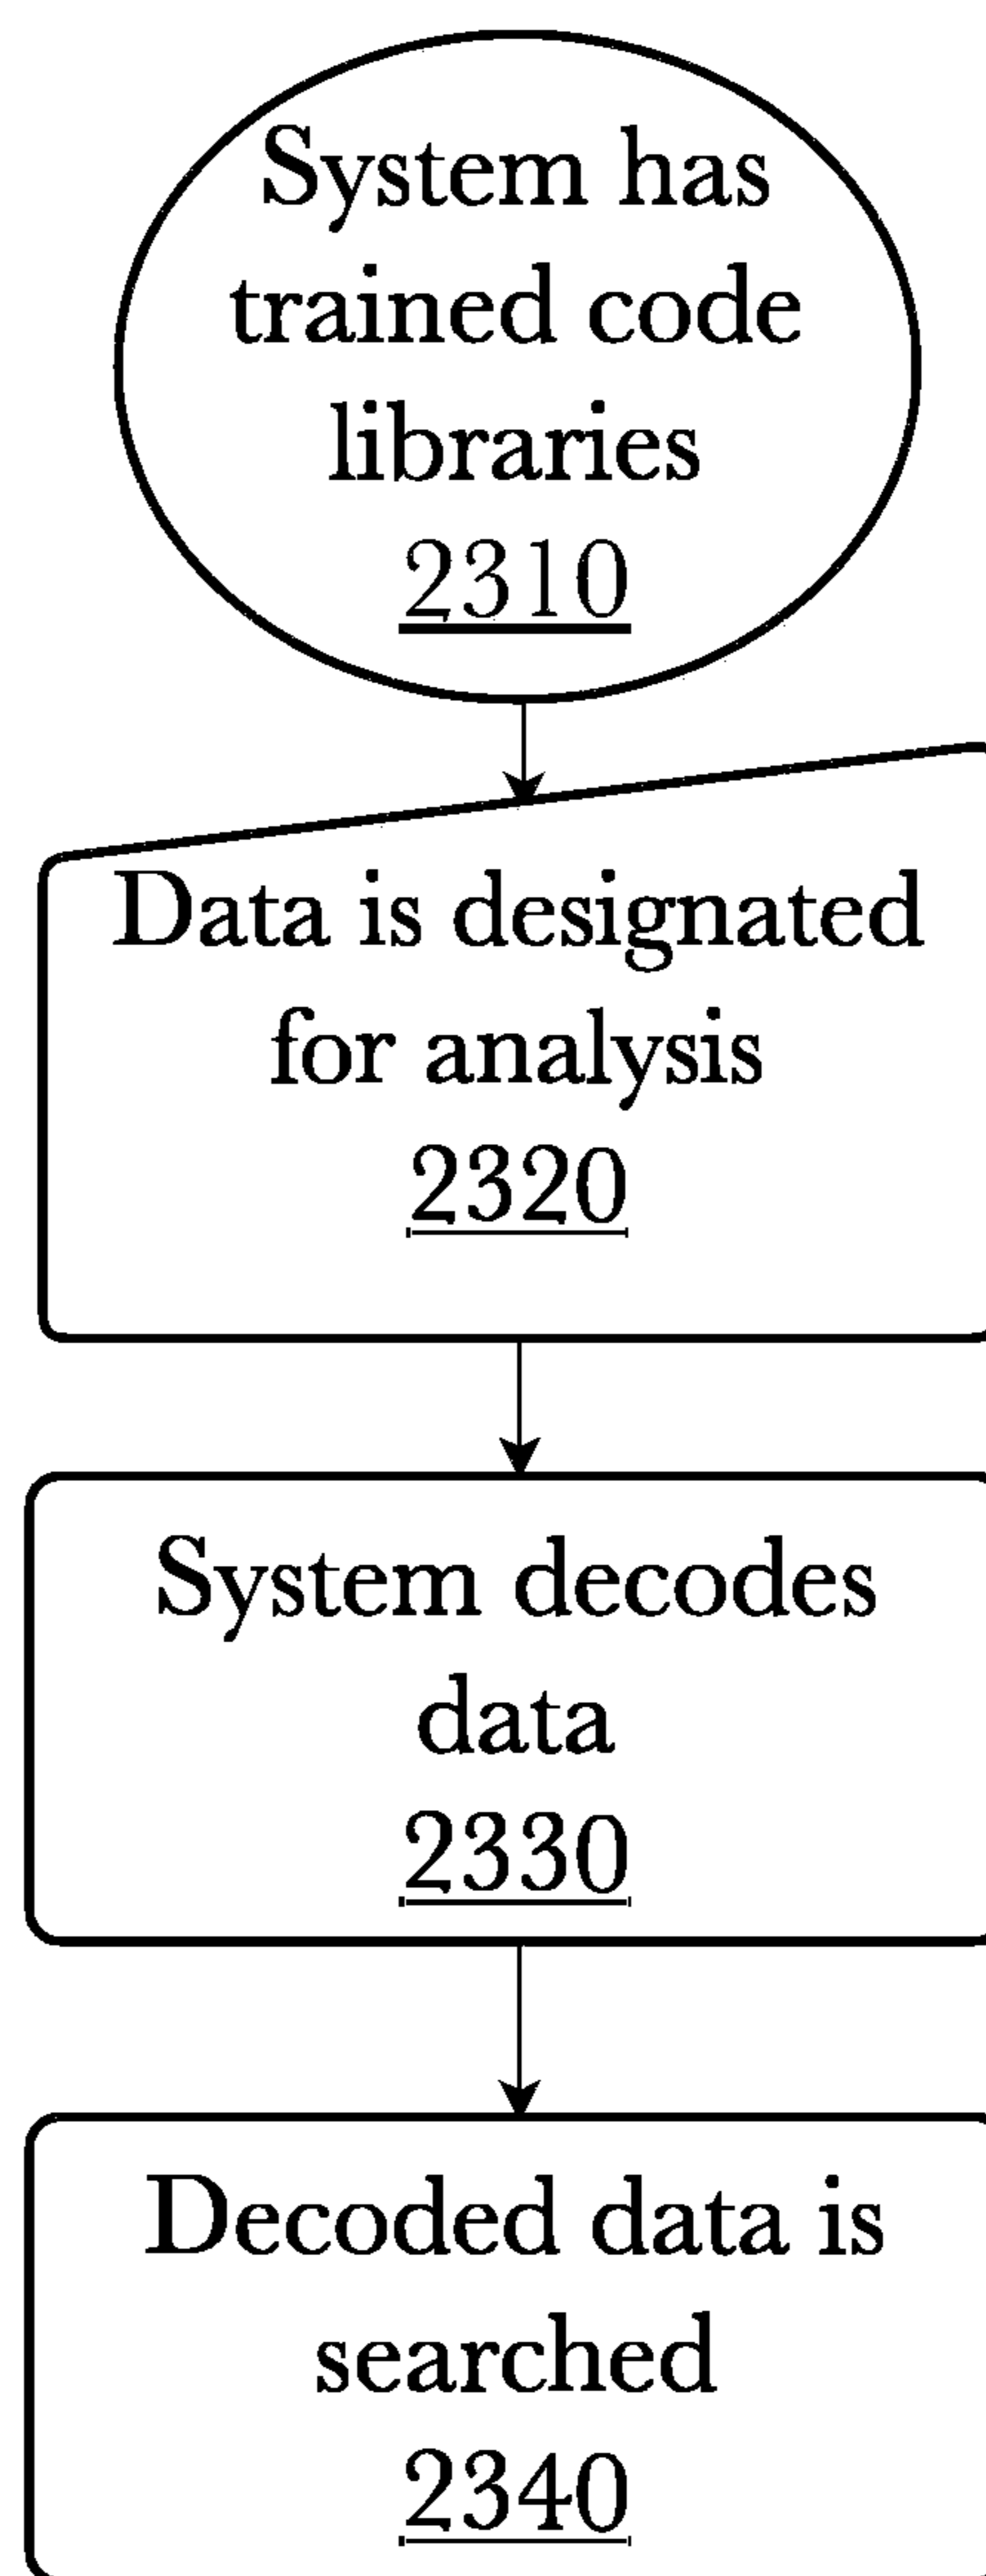 System has
trained code
libraries
2310
Data is designated
for analysis
2320
System decodes
data
2330
Decoded data is
searched
2340